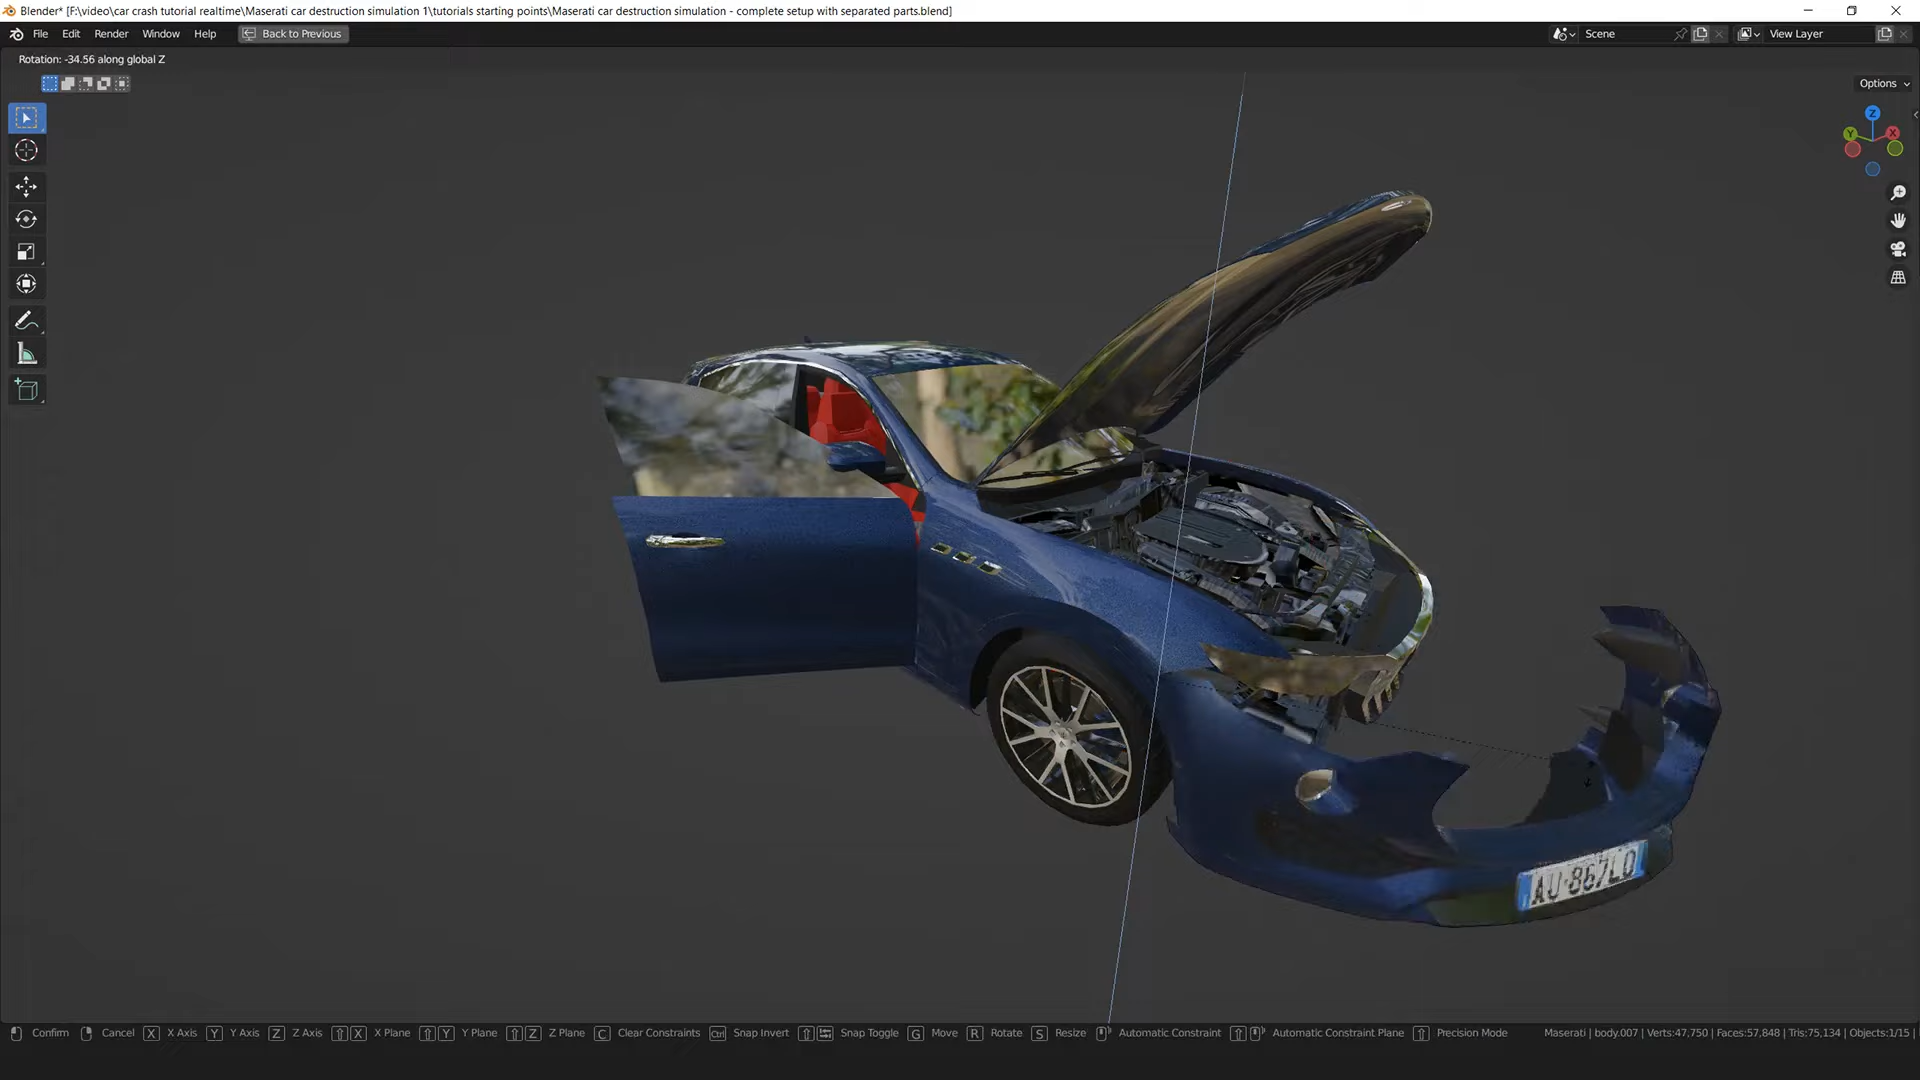 Blender* [F:\video\car crash tutorial realtime\Maserati car destruction simulation 1\tutorials starting points\Maserati car destruction simulation - complete setup with separated parts.blend]
File Edit Render Window Help Back to Previous Scene View Layer
Rotation: -34.56 along global Z
Options
Z
Y X
AU 867LO
Confirm Cancel X X Axis Y Y Axis Z Z Axis X X Plane Y Y Plane Z Z Plane C Clear Constraints Ctrl Snap Invert Snap Toggle G Move R Rotate S Resize Automatic Constraint Automatic Constraint Plane Precision Mode Maserati | body.007 | Verts:47,750 | Faces:57,848 | Tris:75,134 | Objects:1/15 |